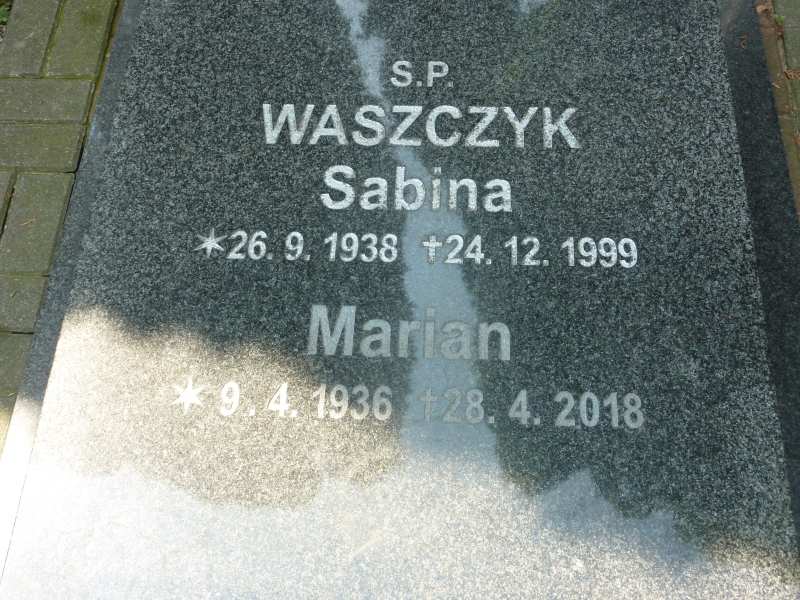 S.P.
WASZCZYK
Sabina
*26. 9. 1938 †24. 12. 1999
Marian
* 9. 4. 1936 †28. 4. 2018